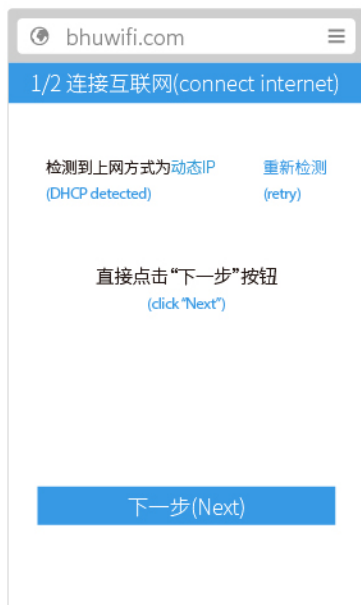 bhuwifi.com
1/2 连接互联网(connect internet)
检测到上网方式为动态IP 重新检测
(DHCP detected) (retry)
直接点击“下一步”按钮
(click “Next”)
下一步(Next)